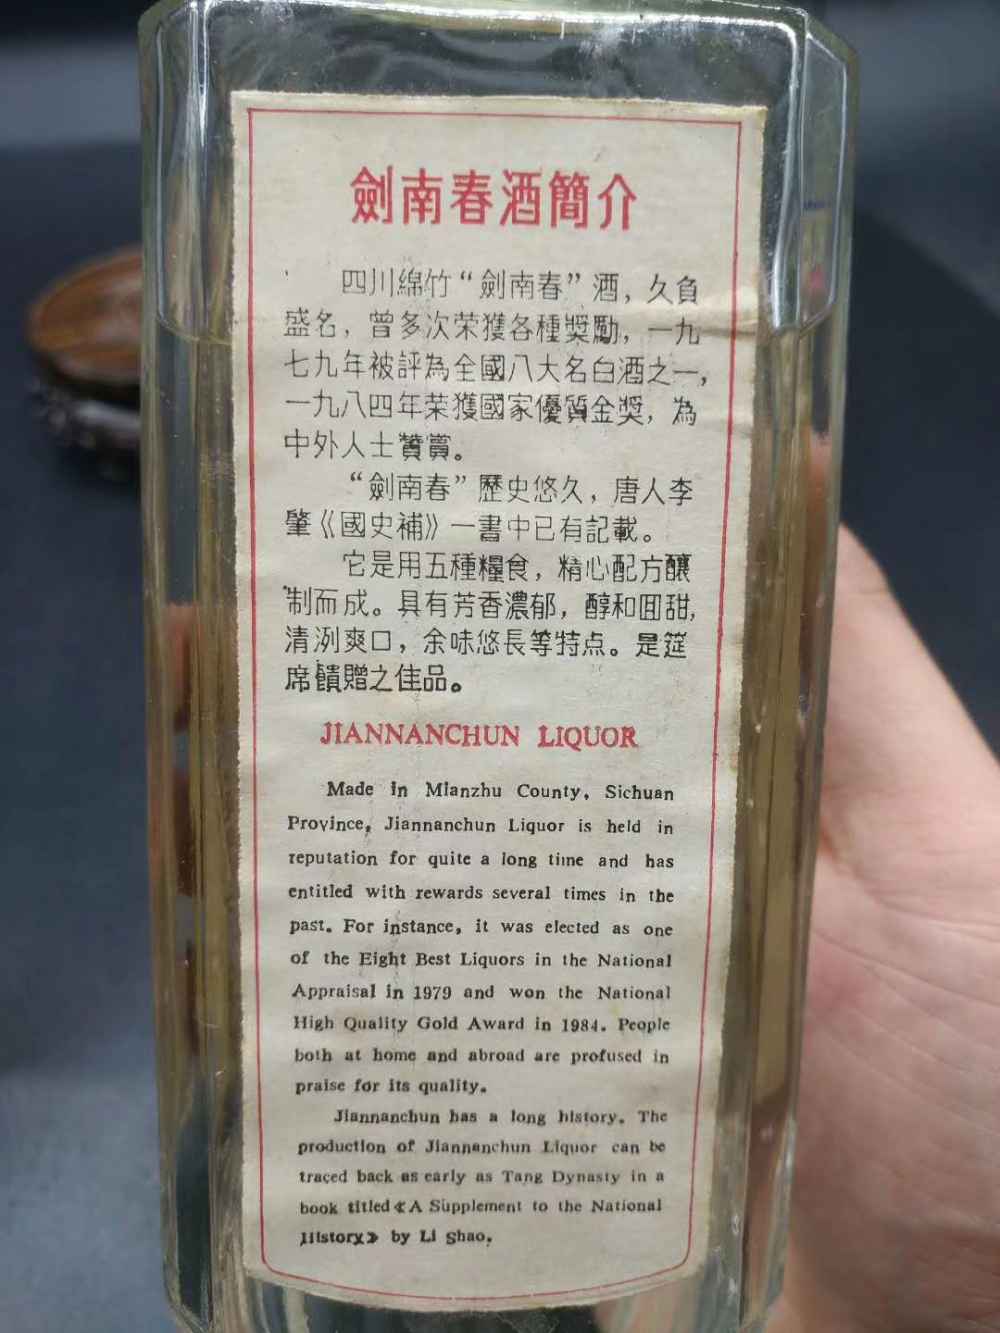 劍南春酒簡介
四川綿竹“劍南春”酒，久負
盛名，曾多次荣獲各種獎勵，一九
七九年被評為全國八大名白酒之一，
一九八四年荣獲國家優質金奬，為
中外人士贊賞。
“劍南春”歷史悠久，唐人李
肇《國史補》一書中已有記載。
它是用五種糧食，精心配方釀
制而成。具有芳香濃郁，醇和囬甜，
清洌爽口，余味悠長等特点。是筵
席饋贈之佳品。
JIANNANCHUN LIQUOR
Made in Mianzhu County, Sichuan
Province, Jiannanchun Liquor is held in
reputation for quite a long time and has
entitled with rewards several times in the
past. For instance, it was elected as one
of the Eight Best Liquors in the National
Appraisal in 1979 and won the National
High Quality Gold Award in 1984. People
both at home and abroad are profused in
praise for its quality.
Jiannanchun has a long history. The
production of Jiannanchun Liquor can be
traced back as early as Tang Dynasty in a
book titled《A Supplement to the National
History》 by Li Shao.